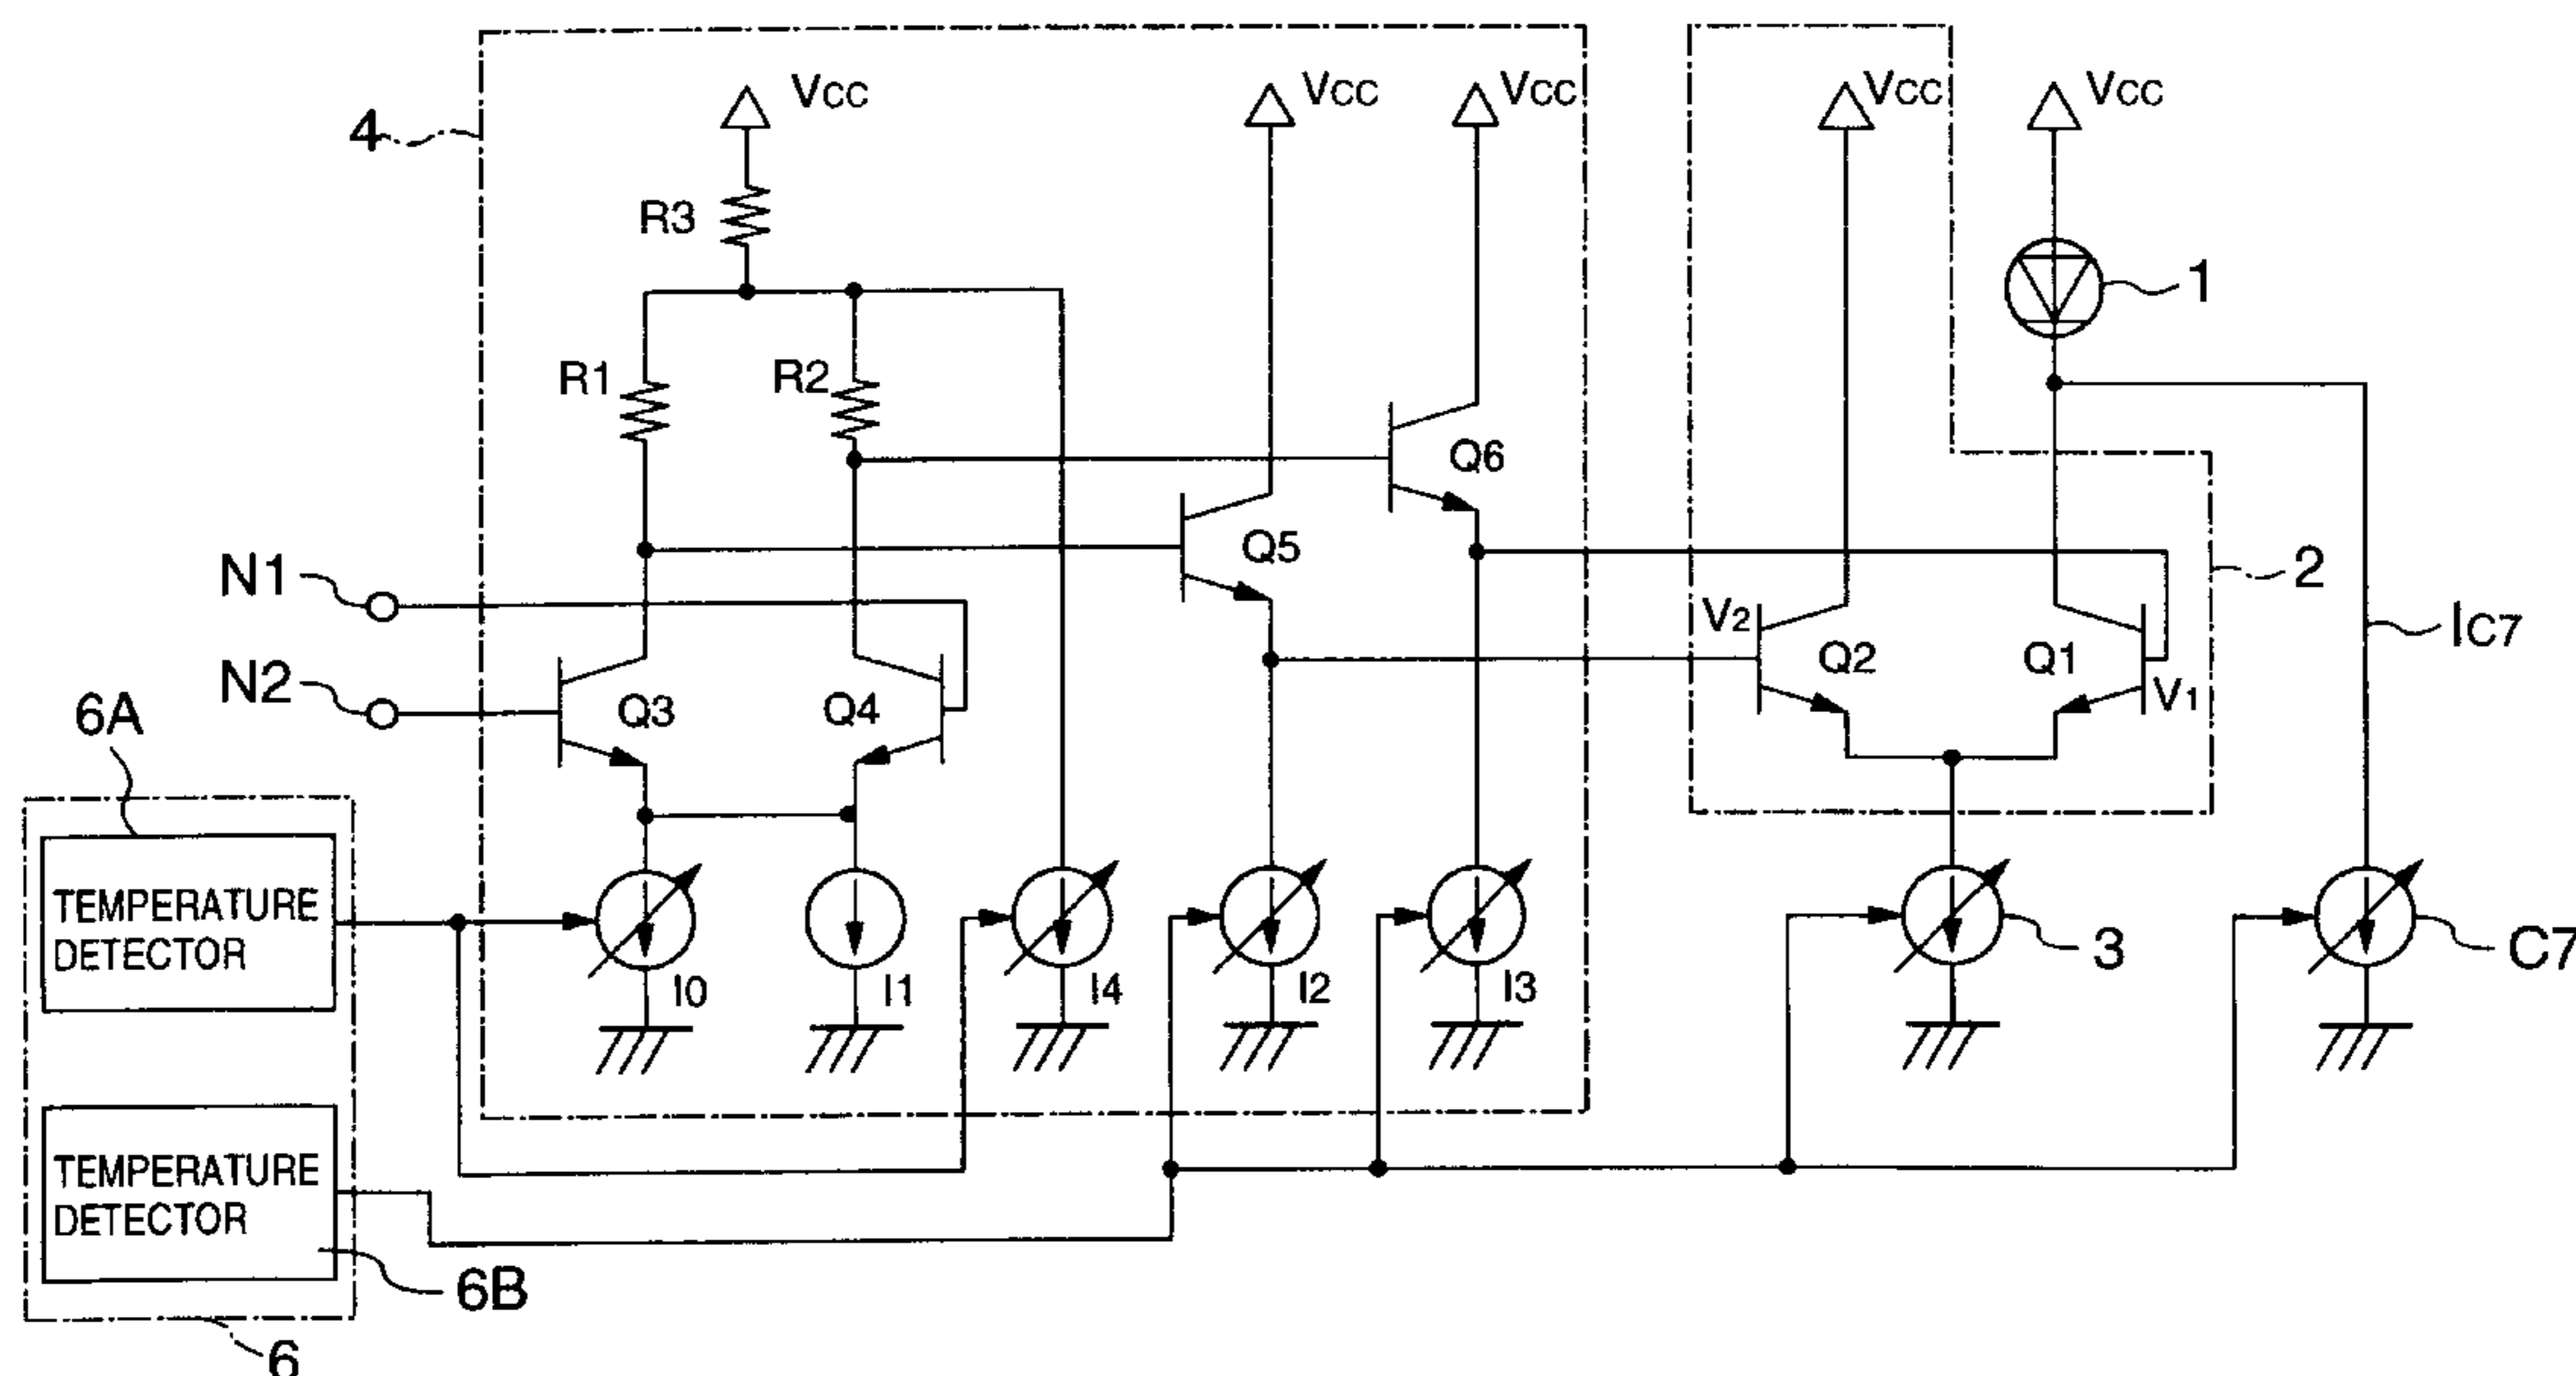 4
VCC
VCC
VCC
VCC
VCC
R3
1
R1
R2
Q6
Q5
N1
2
V2
Q2
Q1
IC7
N2
Q3
Q4
V1
6A
TEMPERATURE
DETECTOR
I0
I1
I4
I2
I3
3
C7
TEMPERATURE
DETECTOR
6B
6